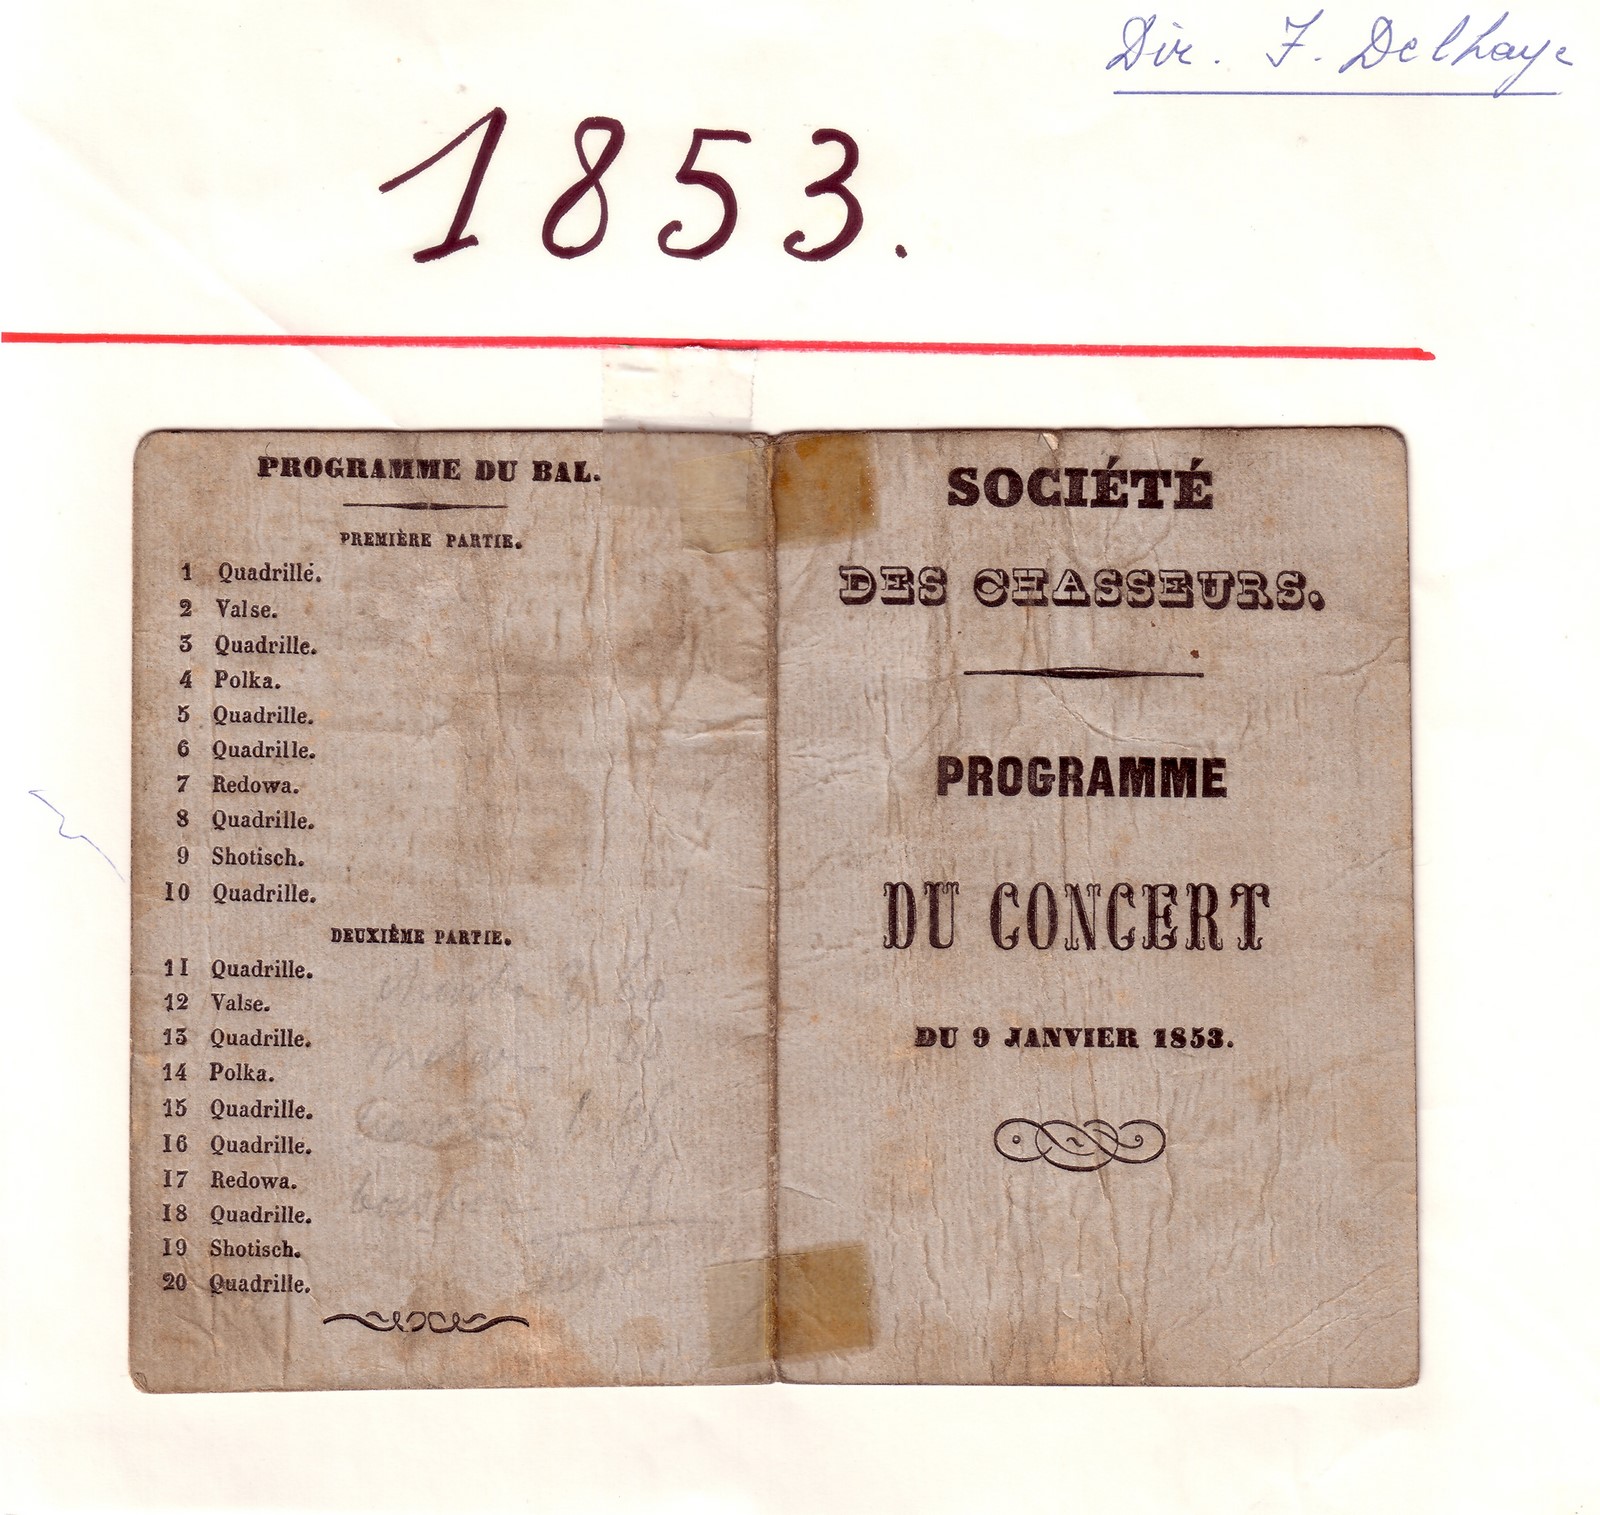 Dir. F. Delhaye
1853.
PROGRAMME DU BAL.
PREMIÈRE PARTIE.
1 Quadrille.
2 Valse.
3 Quadrille.
4 Polka.
5 Quadrille.
6 Quadrille.
7 Redowa.
8 Quadrille.
9 Shotisch.
10 Quadrille.
DEUXIÈME PARTIE.
11 Quadrille.
12 Valse.
13 Quadrille.
14 Polka.
15 Quadrille.
16 Quadrille.
17 Redowa.
18 Quadrille.
19 Shotisch.
20 Quadrille.
SOCIÉTÉ
DES CHASSEURS.
PROGRAMME
DU CONCERT
DU 9 JANVIER 1853.